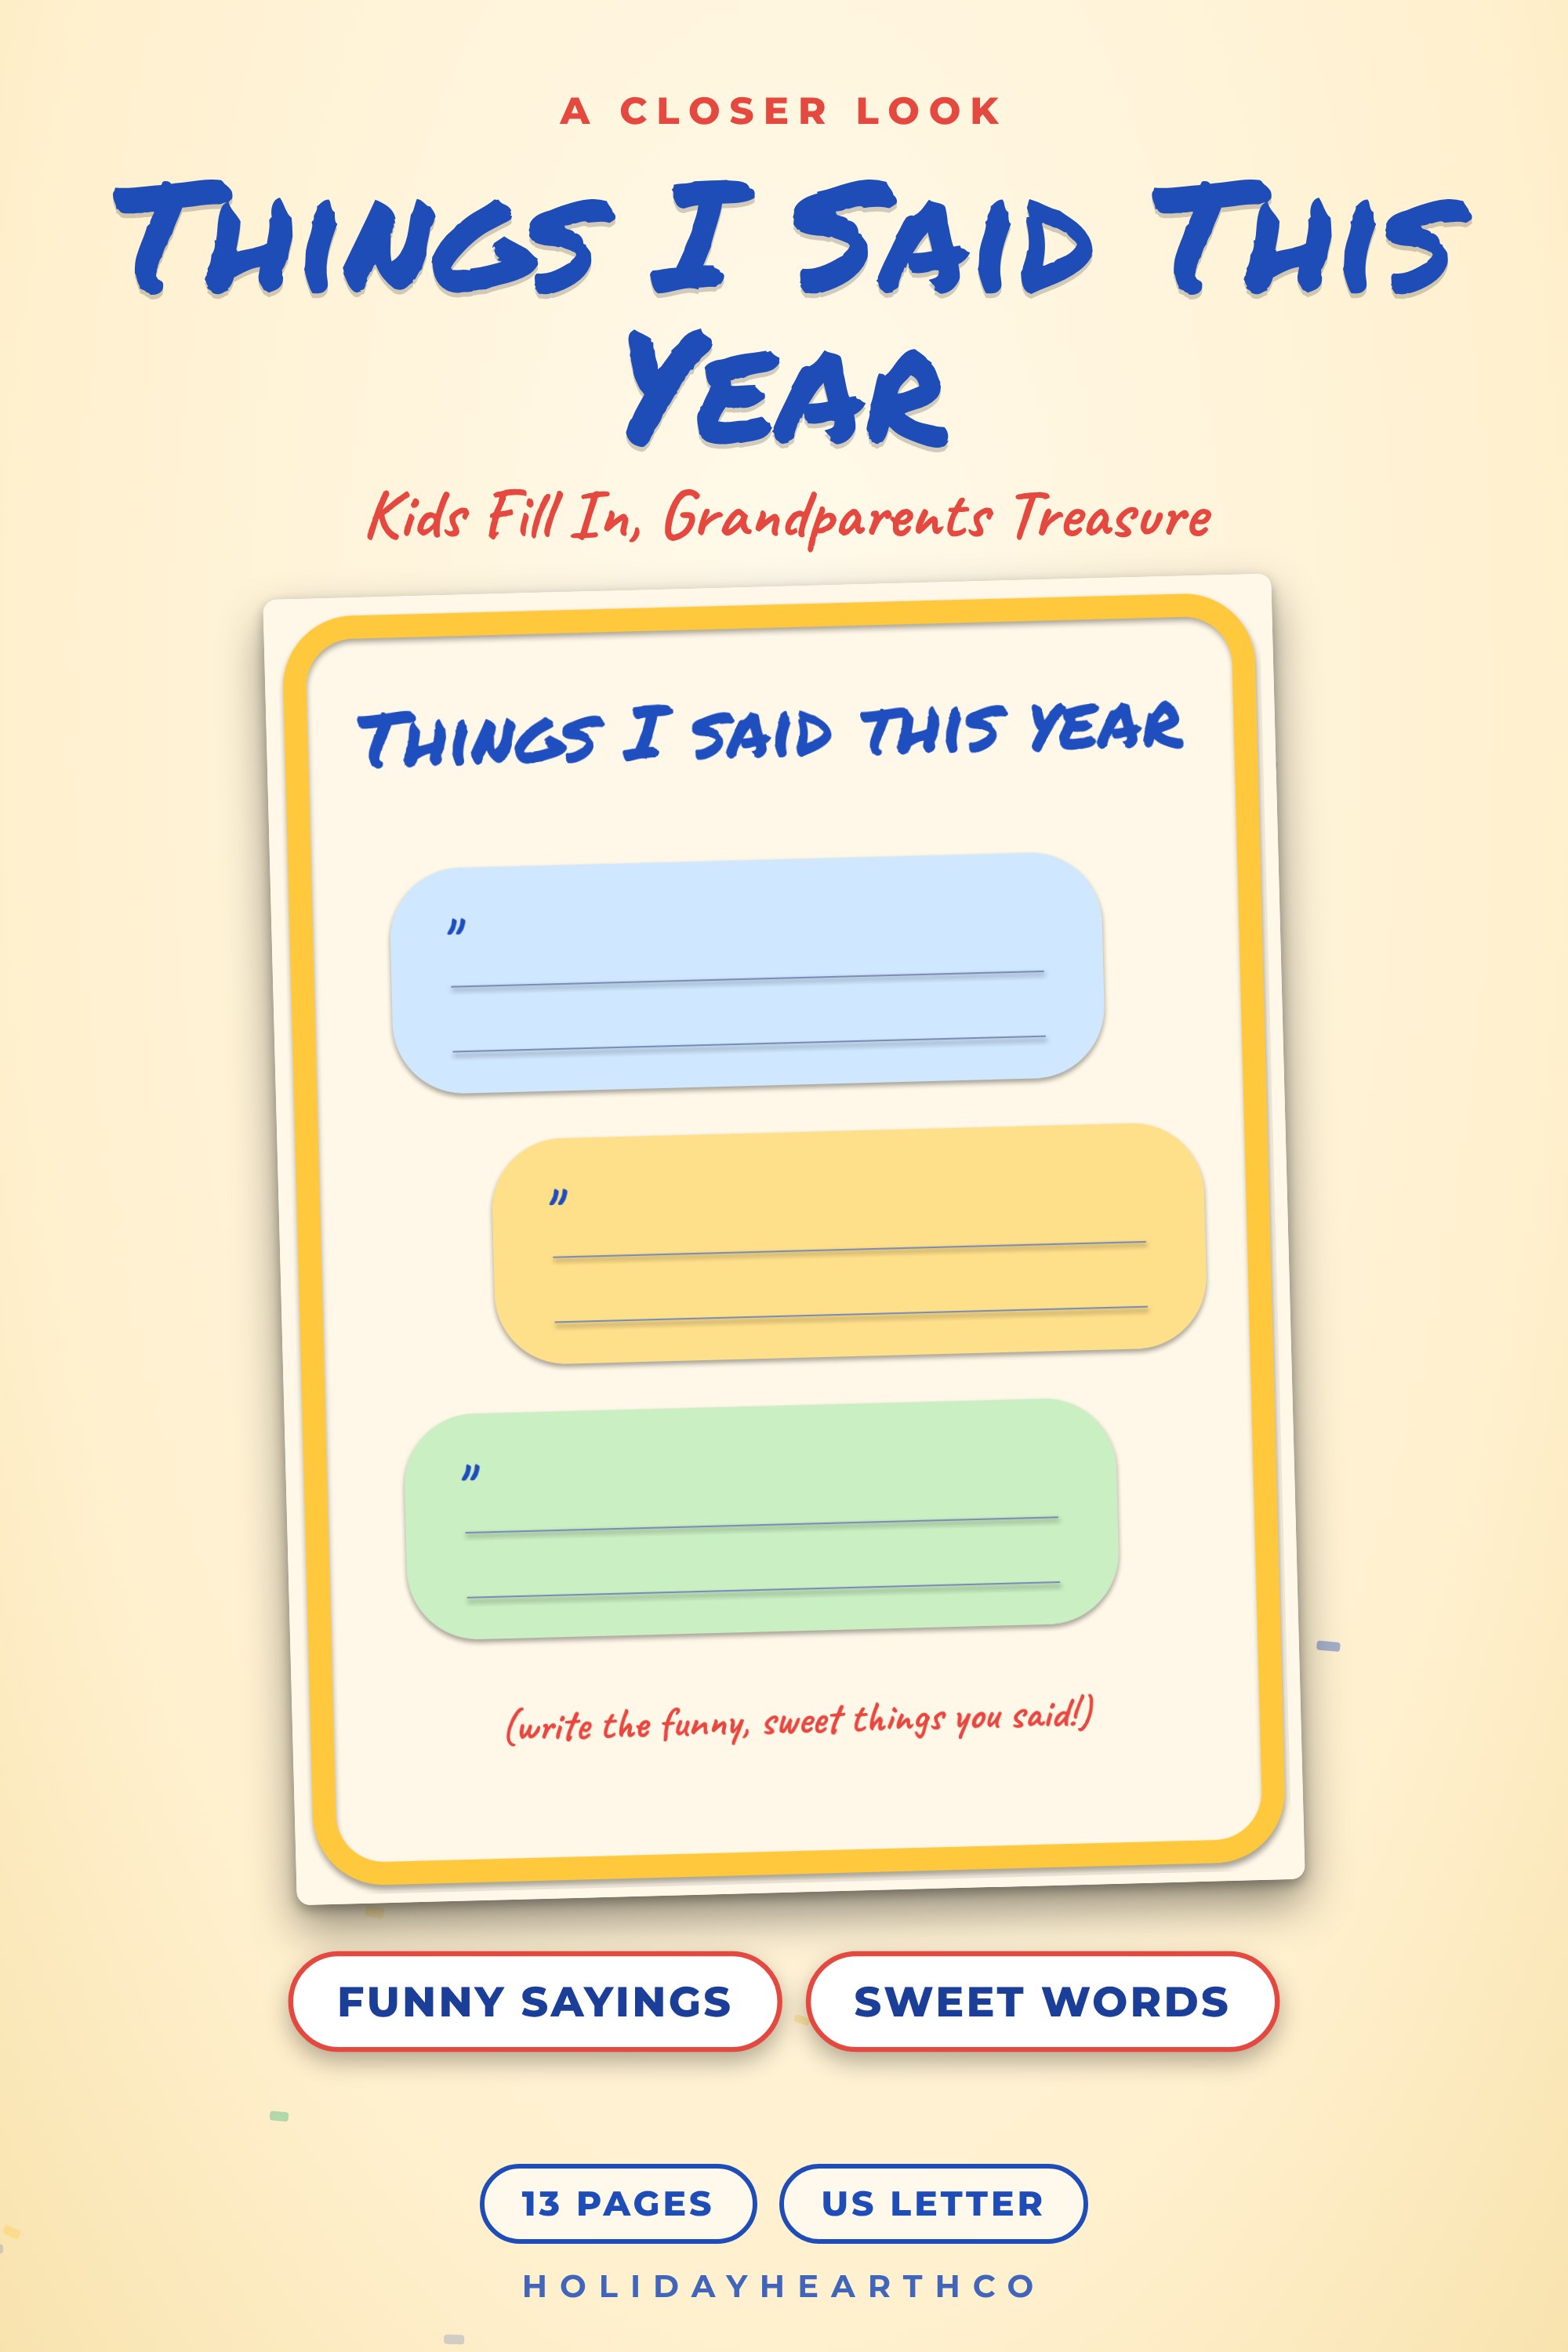 A CLOSER LOOK
THINGS I SAID THIS
YEAR
Kids Fill In, Grandparents Treasure
THINGS I SAID THIS YEAR
"
"
"
(write the funny, sweet things you said!)
FUNNY SAYINGS SWEET WORDS
13 PAGES US LETTER
HOLIDAYHEARTHCO